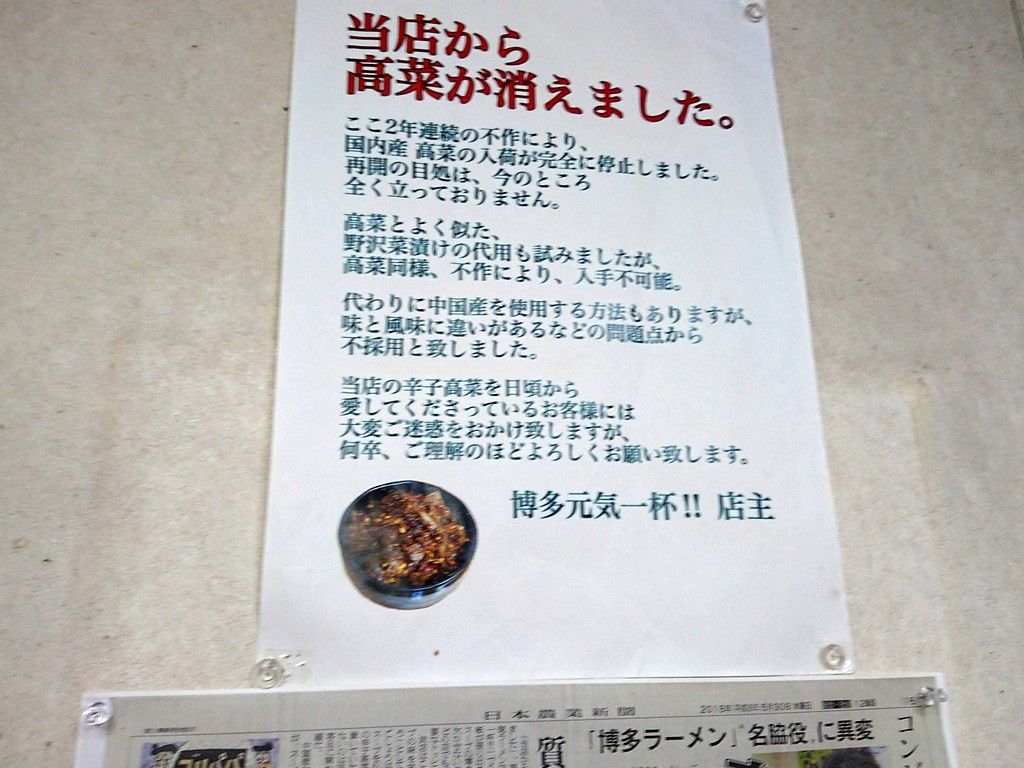 当店から
高菜が消えました。
ここ2年連続の不作により、
国内産 高菜の入荷が完全に停止しました。
再開の目処は、今のところ
全く立っておりません。
高菜とよく似た、
野沢菜漬けの代用も試みましたが、
高菜同様、不作により、入手不可能。
代わりに中国産を使用する方法もありますが、
味と風味に違いがあるなどの問題点から
不採用と致しました。
当店の辛子高菜を日頃から
愛してくださっているお客様には
大変ご迷惑をおかけ致しますが、
何卒、ご理解のほどよろしくお願い致します。
博多元気一杯!! 店主
日本農業新聞
「博多ラーメン」"名脇役"に異変
質
コン